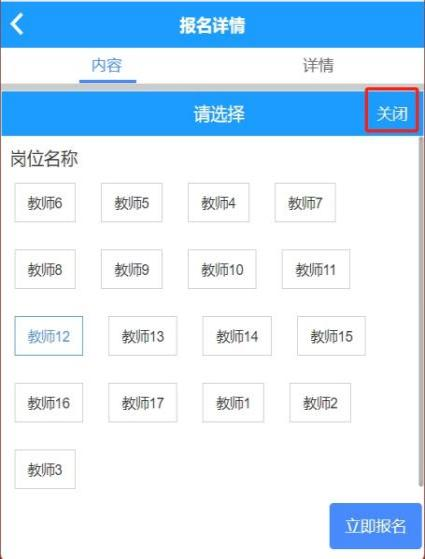 报名详情
内容 详情
请选择 关闭
岗位名称
教师6 教师5 教师4 教师7
教师8 教师9 教师10 教师11
教师12 教师13 教师14 教师15
教师16 教师17 教师1 教师2
教师3
立即报名